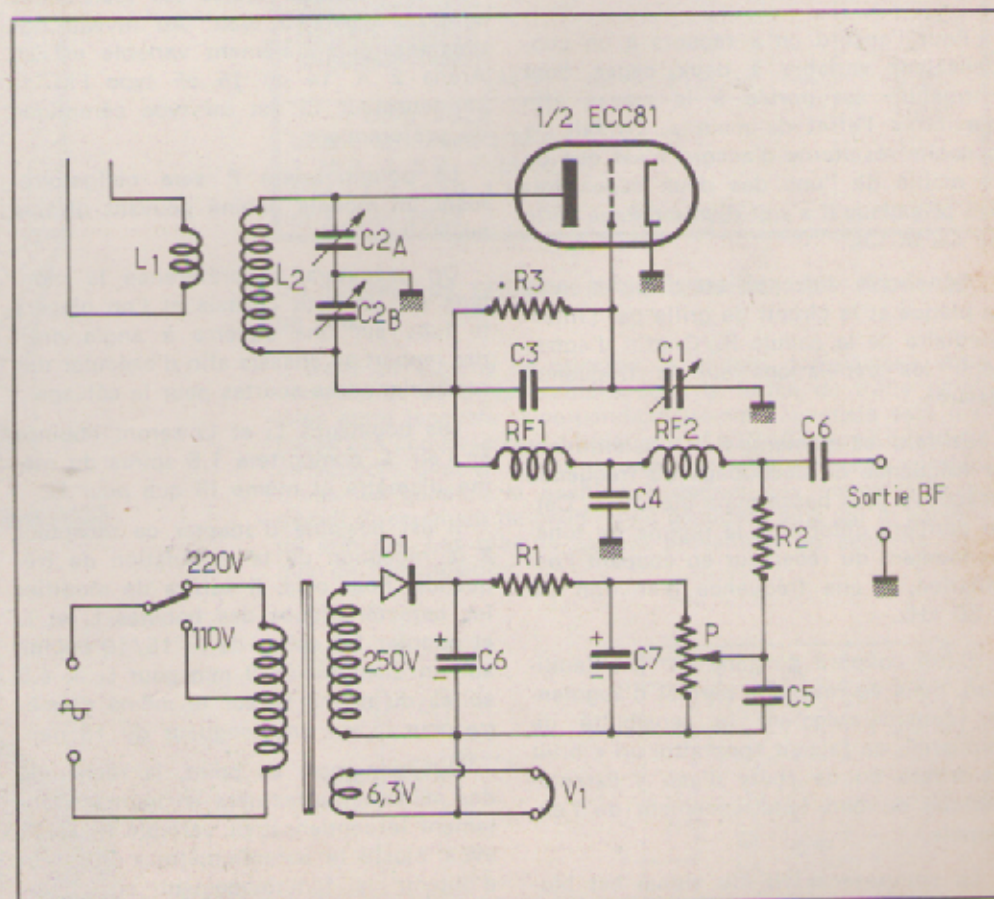 1/2 ECC81
L1
L2
C2A
C2B
R3
C3
C1
RF1
RF2
C6
C4
Sortie BF
R2
220V
110V
D1
R1
250V
+
-
C6
+
-
C7
P
C5
6,3V
V1